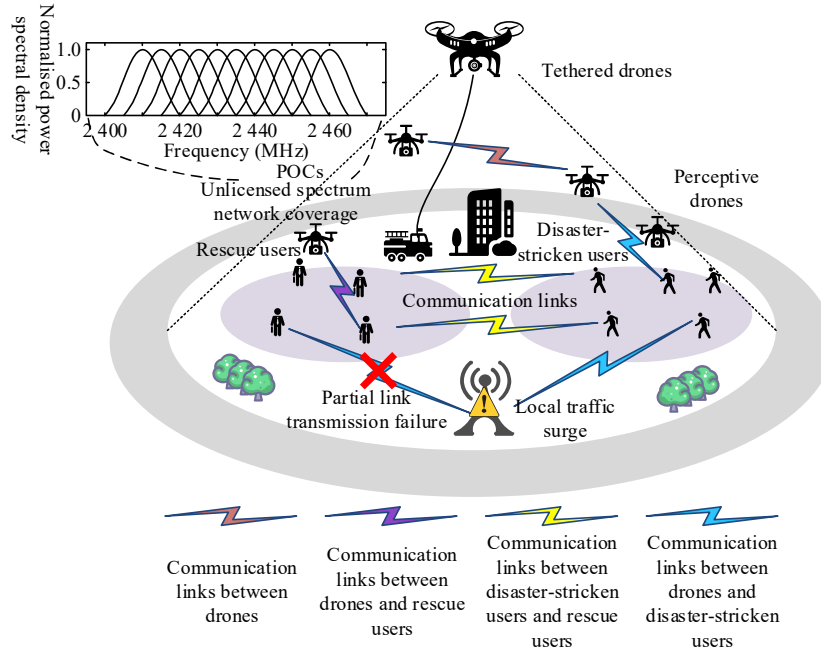 Normalised power
spectral density
1.0
0.5
0
2 400
2 420
2 440
2 460
Frequency (MHz)
POCs
Unlicensed spectrum
network coverage
Tethered drones
Perceptive
drones
Rescue users
Disaster-
stricken users
Communication links
Partial link
transmission failure
Local traffic
surge
Communication
links between
drones
Communication
links between
drones and rescue
users
Communication
links between
disaster-stricken
users and rescue
users
Communication
links between
drones and
disaster-stricken
users